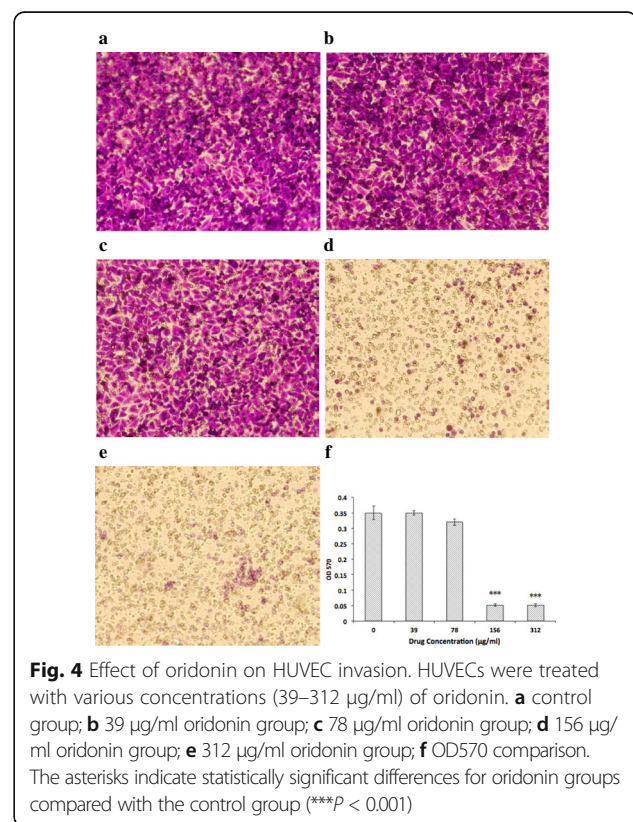 a
b
c
d
e
f
0.4
0.35
0.3
0.25
0.2
0.15
0.1
0.05
0
OD 570
***
***
0
39
78
156
312
Drug Concentration (μg/ml)
Fig. 4 Effect of oridonin on HUVEC invasion. HUVECs were treated
with various concentrations (39–312 μg/ml) of oridonin. a control
group; b 39 μg/ml oridonin group; c 78 μg/ml oridonin group; d 156 μg/
ml oridonin group; e 312 μg/ml oridonin group; f OD570 comparison.
The asterisks indicate statistically significant differences for oridonin groups
compared with the control group (***P < 0.001)